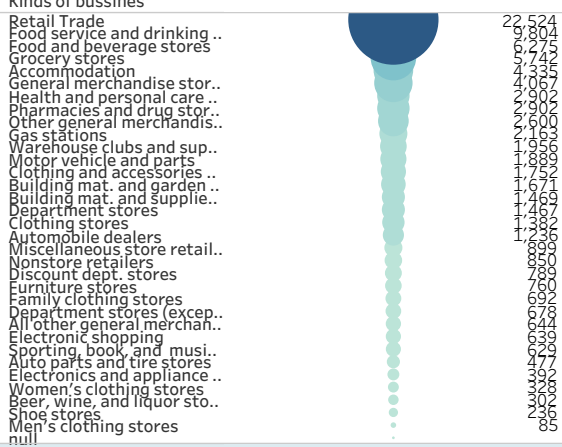 Kinds of bussines
Retail Trade 22,524
Food service and drinking .. 9,804
Food and beverage stores 6,275
Grocery stores 5,742
Accommodation 4,335
General merchandise stor.. 4,067
Health and personal care .. 2,902
Pharmacies and drug stor.. 2,902
Other general merchandis.. 2,600
Gas stations 2,163
Warehouse clubs and sup.. 1,956
Motor vehicle and parts 1,889
Clothing and accessories .. 1,752
Building mat. and garden .. 1,671
Building mat. and supplie.. 1,469
Department stores 1,467
Clothing stores 1,382
Automobile dealers 1,236
Miscellaneous store retail.. 899
Nonstore retailers 850
Discount dept. stores 789
Furniture stores 760
Family clothing stores 692
Department stores (excep.. 678
All other general merchan.. 644
Electronic shopping 639
Sporting, book, and musi.. 629
Auto parts and tire stores 477
Electronics and appliance .. 392
Women's clothing stores 328
Beer, wine, and liquor sto.. 302
Shoe stores 236
Men's clothing stores 85
null